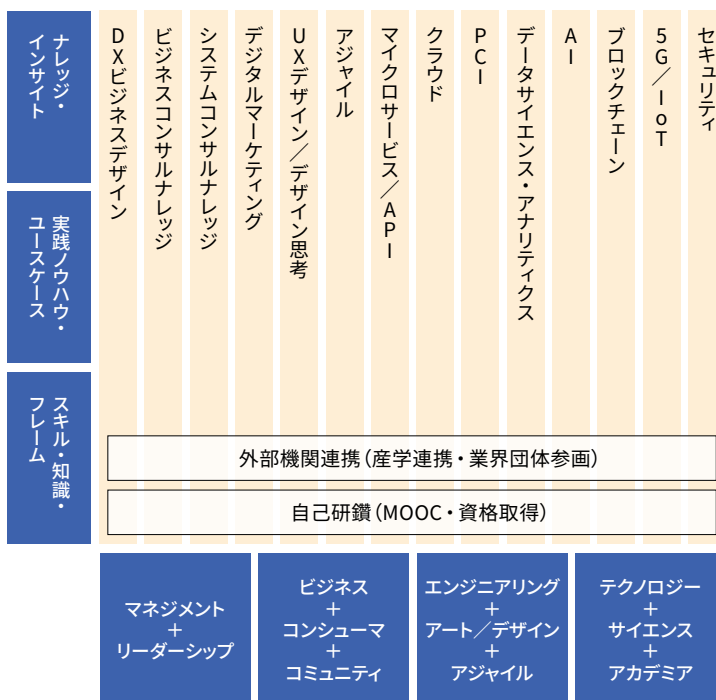 ナレッジ・
インサイト
実践ノウハウ・
ユースケース
スキル・知識・
フレーム
DXビジネスデザイン
ビジネスコンサルナレッジ
システムコンサルナレッジ
デジタルマーケティング
UXデザイン／デザイン思考
アジャイル
マイクロサービス／API
クラウド
PCI
データサイエンス・アナリティクス
AI
ブロックチェーン
5G／IoT
セキュリティ
外部機関連携（産学連携・業界団体参画）
自己研鑽（MOOC・資格取得）
マネジメント
＋
リーダーシップ
ビジネス
＋
コンシューマ
＋
コミュニティ
エンジニアリング
＋
アート／デザイン
＋
アジャイル
テクノロジー
＋
サイエンス
＋
アカデミア